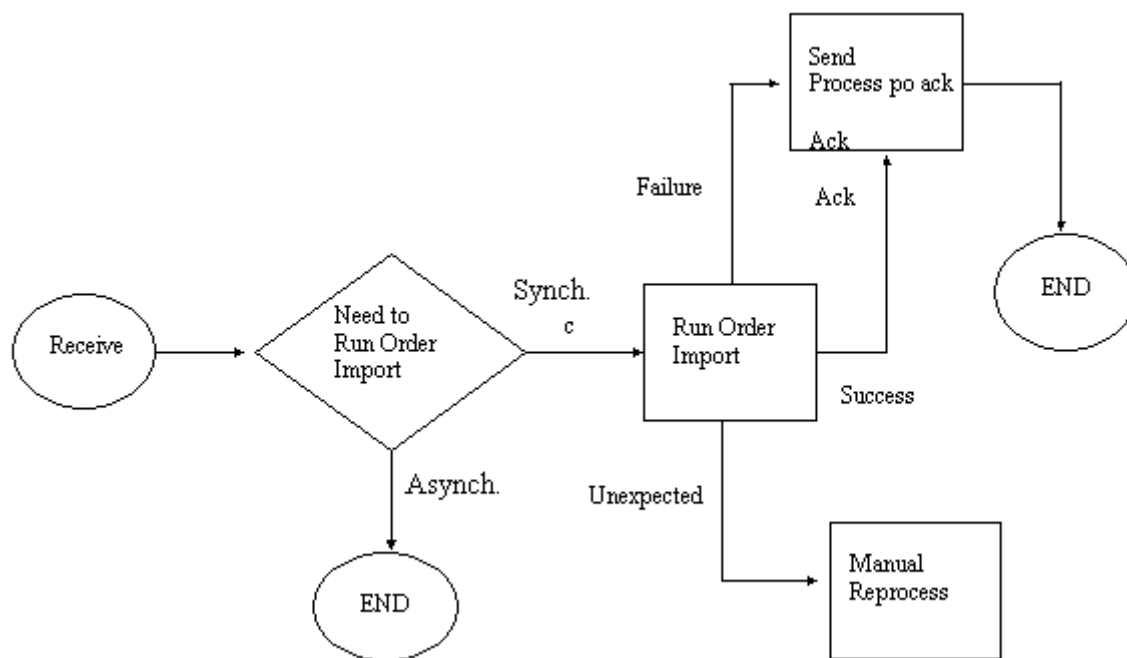 Send
Process po ack
Ack
Failure
Ack
END
Synch.
c
Receive
Need to
Run Order
Import
Run Order
Import
Success
Asynch.
Unexpected
END
Manual
Reprocess